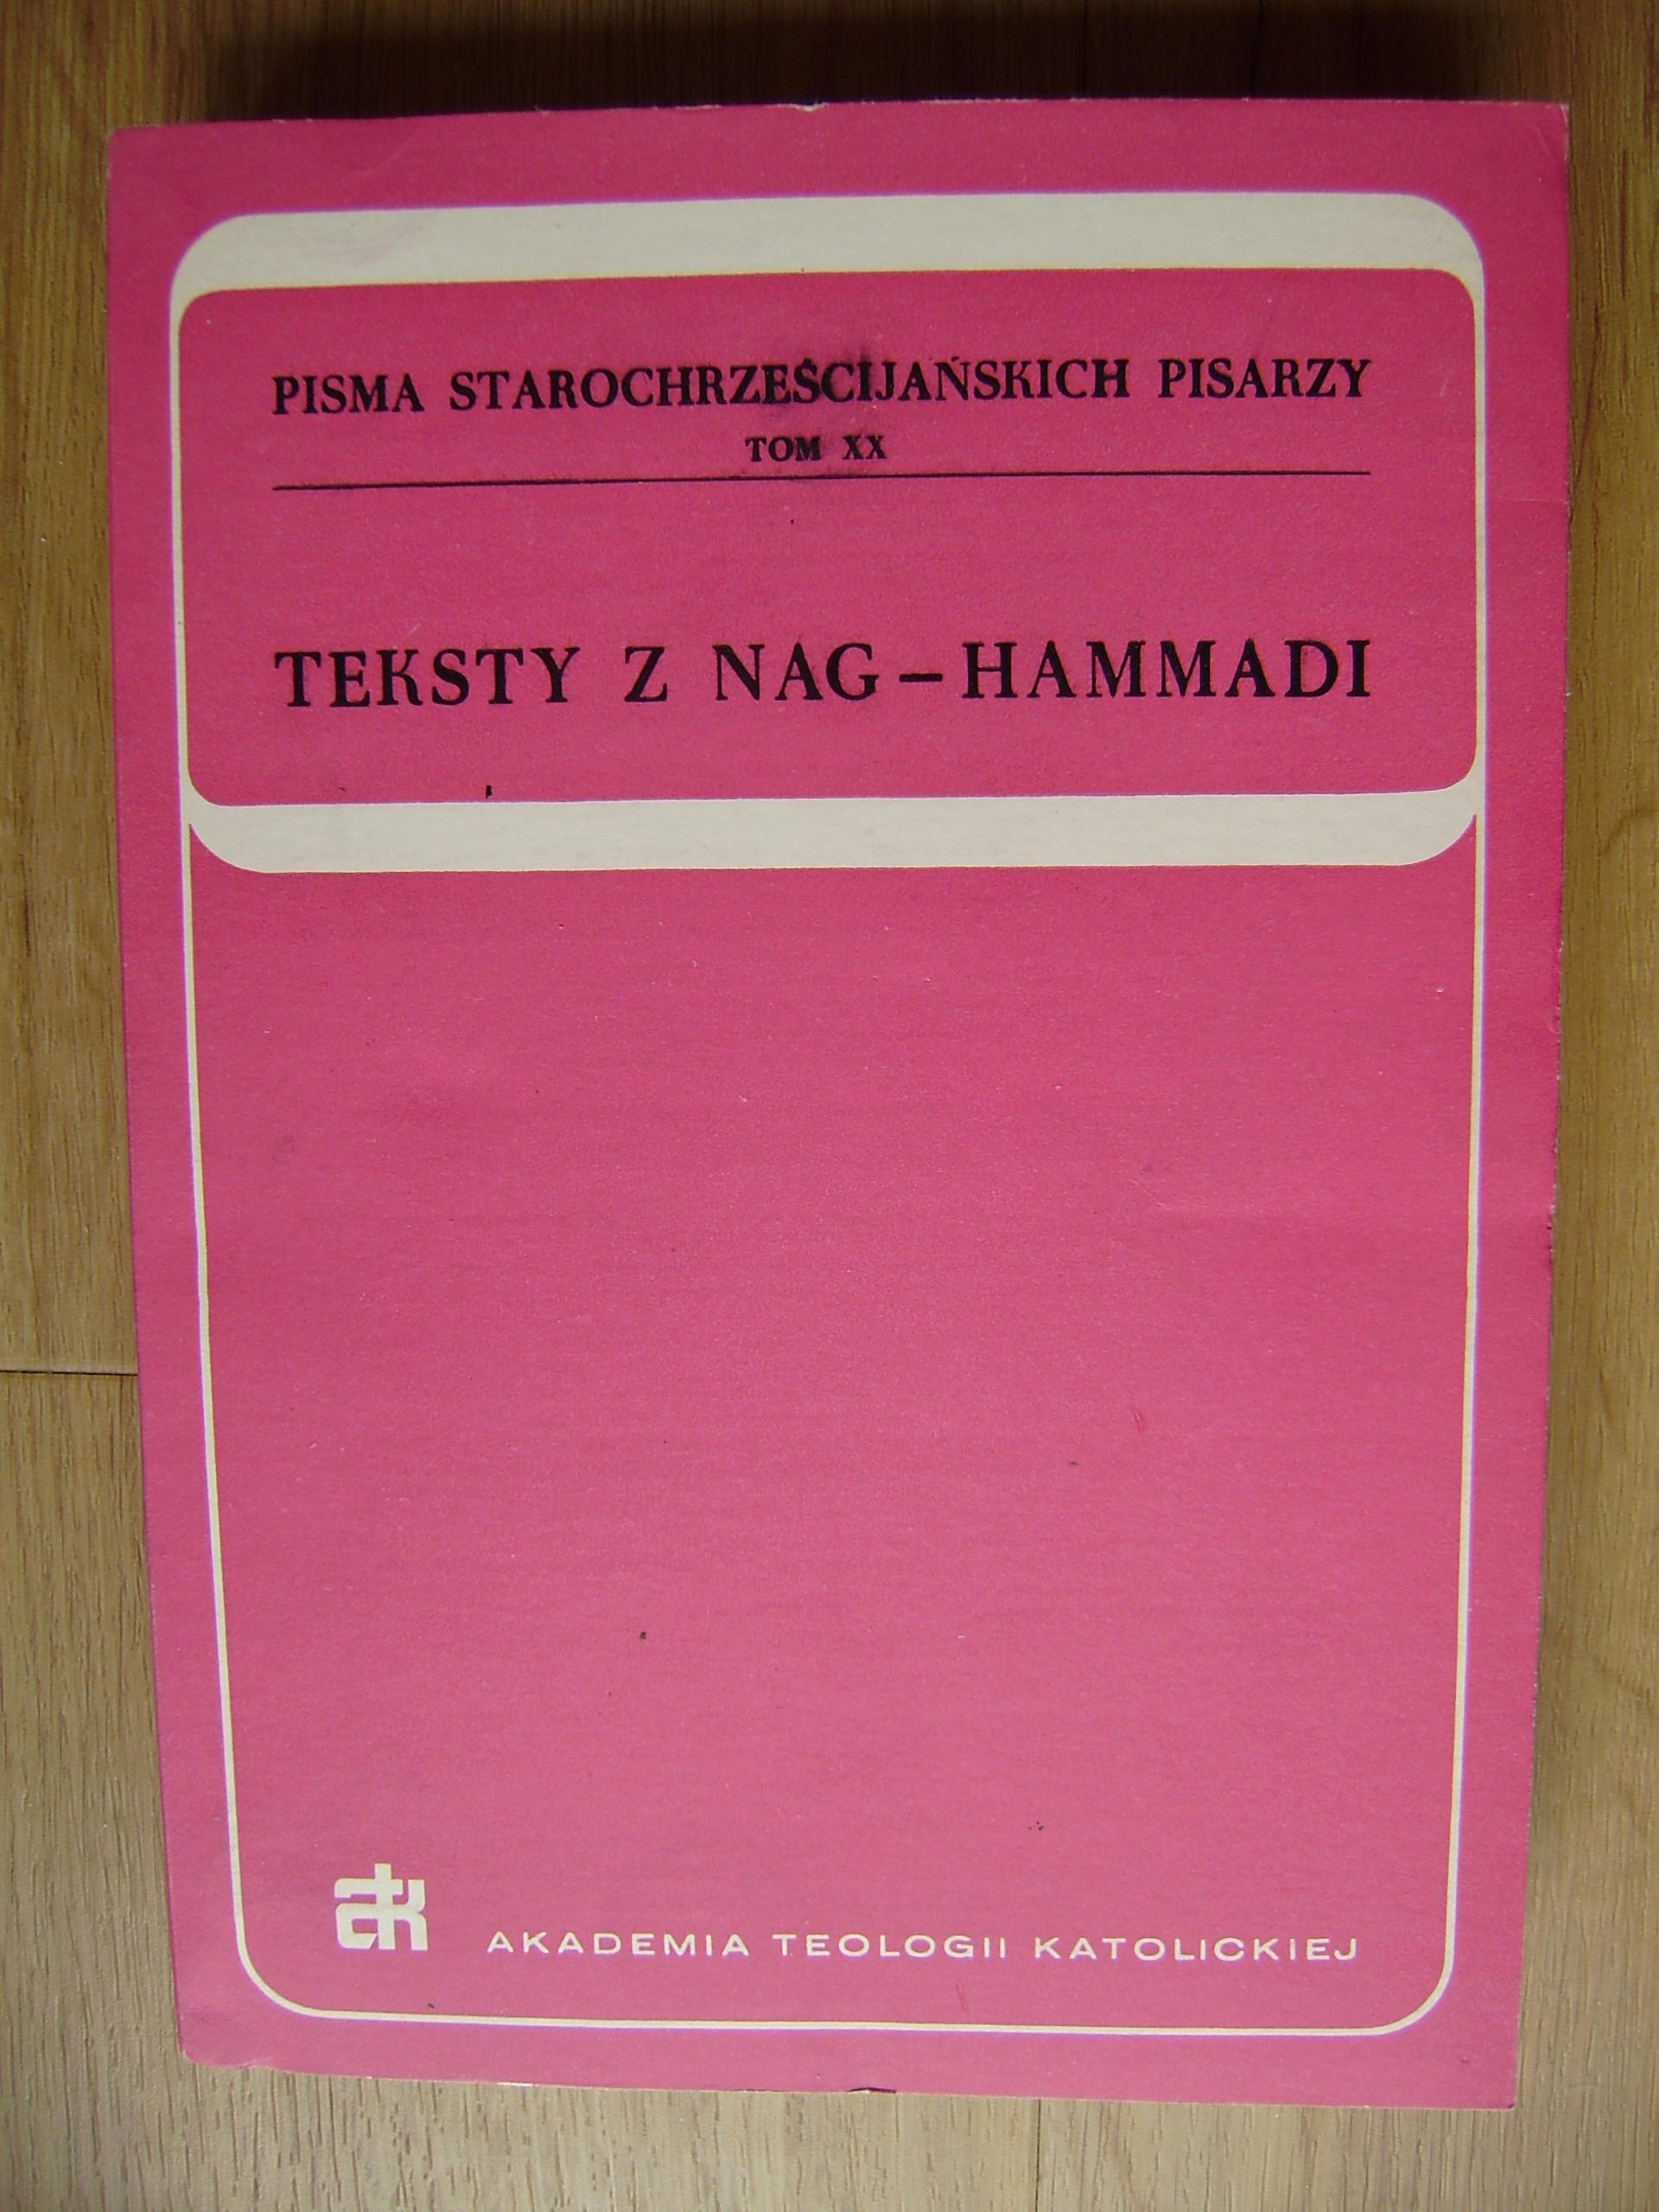 PISMA STAROCHRZEŚCIJAŃSKICH PISARZY
TOM XX
TEKSTY Z NAG-HAMMADI
atk AKADEMIA TEOLOGII KATOLICKIEJ